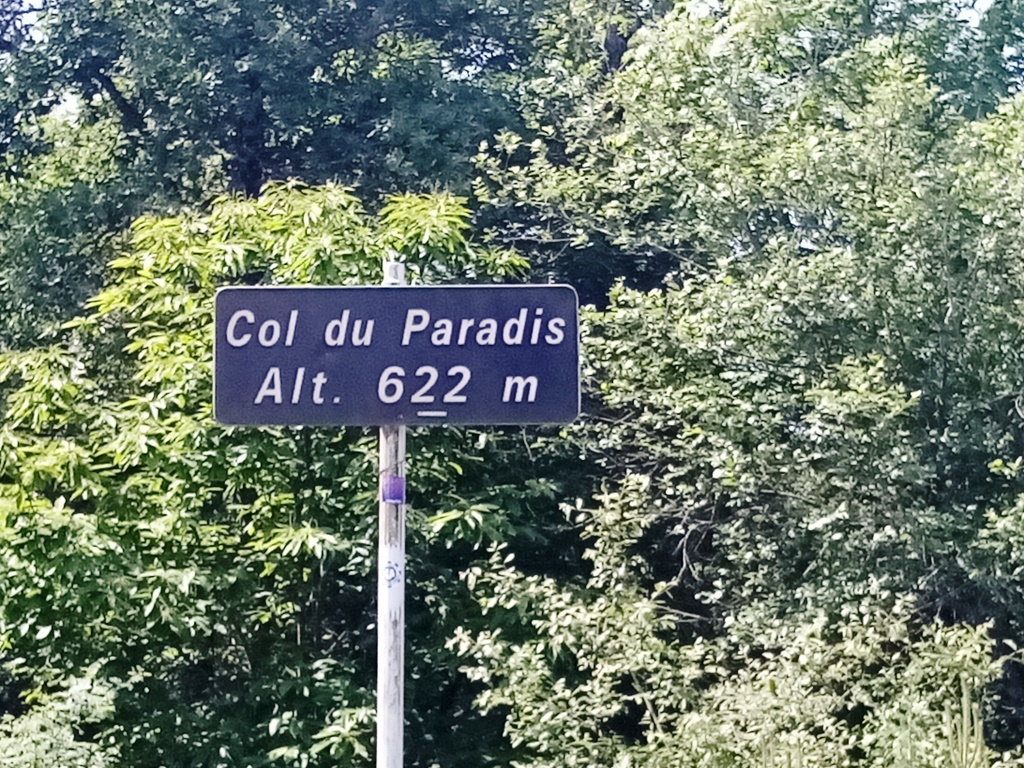 Col du Paradis
Alt. 622 m